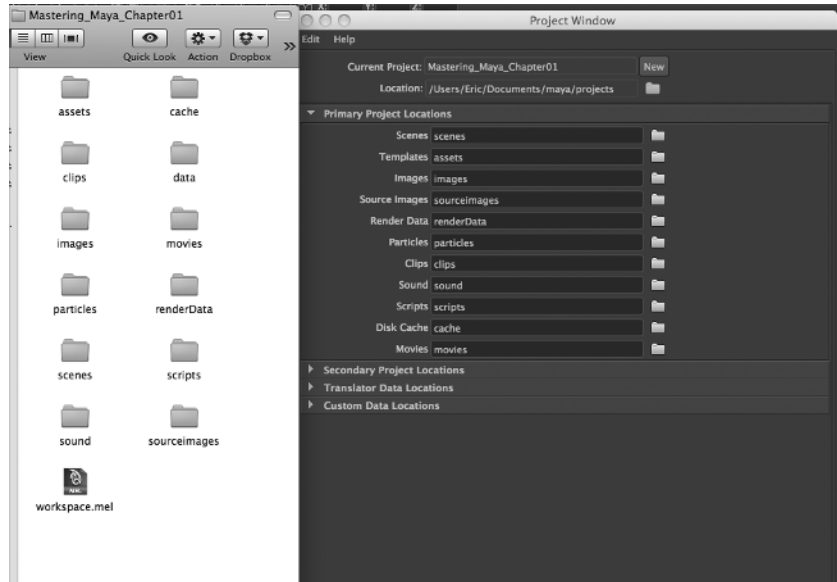 Mastering_Maya_Chapter01
View
Quick Look
Action
Dropbox
assets
cache
clips
data
images
movies
particles
renderData
scenes
scripts
sound
sourceimages
workspace.mel
Project Window
Edit Help
Current Project: Mastering_Maya_Chapter01 New
Location: /Users/Eric/Documents/maya/projects
Primary Project Locations
Scenes scenes
Templates assets
Images images
Source Images sourceimages
Render Data renderData
Particles particles
Clips clips
Sound sound
Scripts scripts
Disk Cache cache
Movies movies
Secondary Project Locations
Translator Data Locations
Custom Data Locations